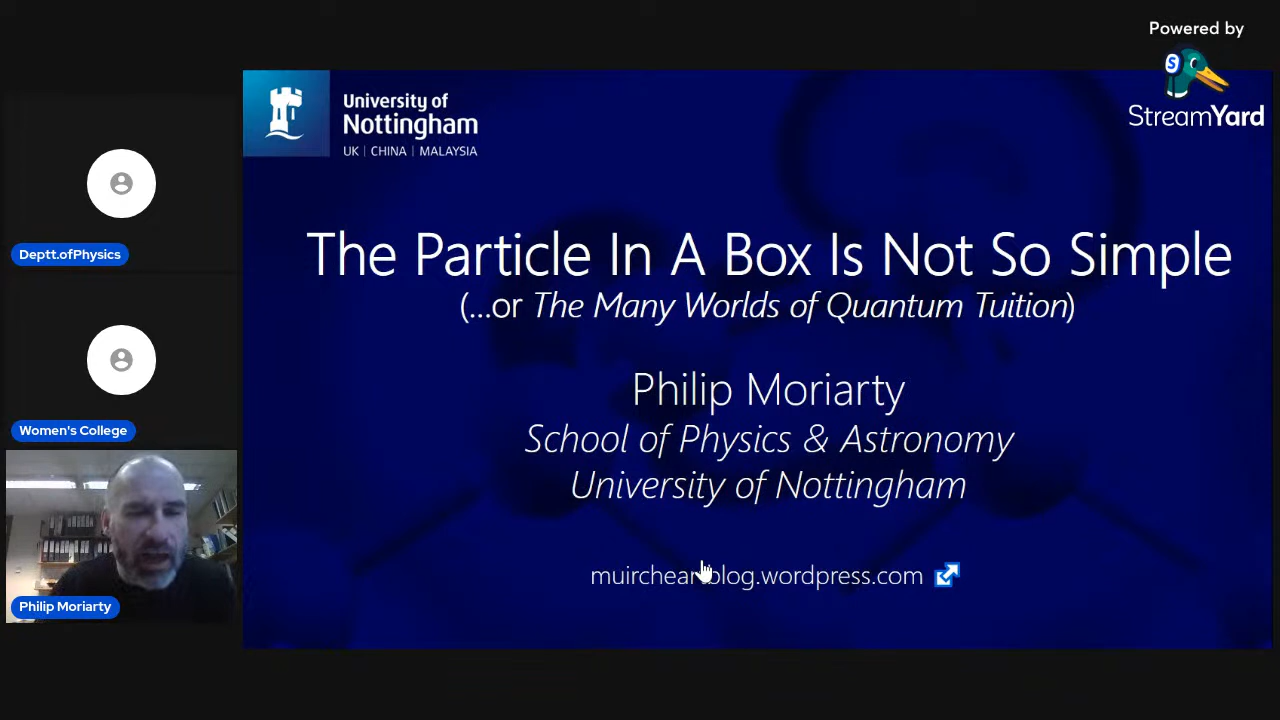 Powered by
StreamYard
University of
Nottingham
UK | CHINA | MALAYSIA
The Particle In A Box Is Not So Simple
(...or The Many Worlds of Quantum Tuition)
Philip Moriarty
School of Physics & Astronomy
University of Nottingham
blog.wordpress.com
Deptt.ofPhysics
Women's College
Philip Moriarty